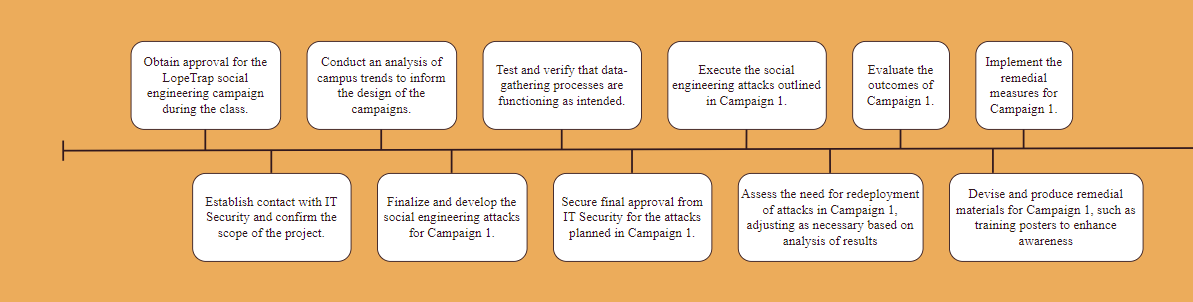 Obtain approval for the
LopeTrap social
engineering campaign
during the class.
Conduct an analysis of
campus trends to inform
the design of the
campaigns.
Test and verify that data-
gathering processes are
functioning as intended.
Execute the social
engineering attacks outlined
in Campaign 1.
Evaluate the
outcomes of
Campaign 1.
Implement the
remedial
measures for
Campaign 1.
Establish contact with IT
Security and confirm the
scope of the project.
Finalize and develop the
social engineering attacks
for Campaign 1.
Secure final approval from
IT Security for the attacks
planned in Campaign 1.
Assess the need for redeployment
of attacks in Campaign 1,
adjusting as necessary based on
analysis of results
Devise and produce remedial
materials for Campaign 1, such as
training posters to enhance
awareness